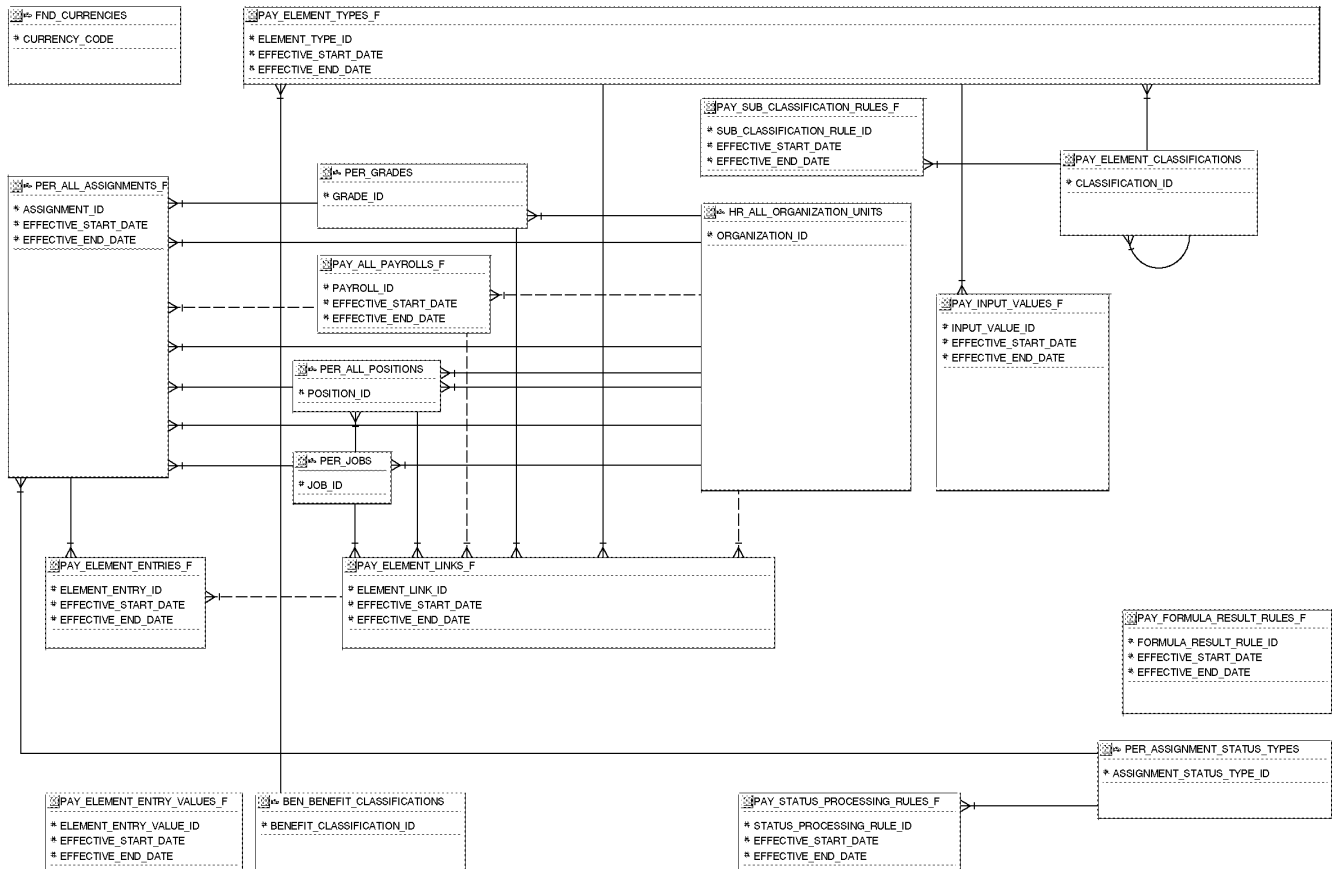 FND_CURRENCIES
# CURRENCY_CODE
PAY_ELEMENT_TYPES_F
# ELEMENT_TYPE_ID
* EFFECTIVE_START_DATE
* EFFECTIVE_END_DATE
PAY_SUB_CLASSIFICATION_RULES_F
# SUB_CLASSIFICATION_RULE_ID
* EFFECTIVE_START_DATE
* EFFECTIVE_END_DATE
PAY_ELEMENT_CLASSIFICATIONS
# CLASSIFICATION_ID
PER_ALL_ASSIGNMENTS_F
# ASSIGNMENT_ID
# EFFECTIVE_START_DATE
# EFFECTIVE_END_DATE
PER_GRADES
# GRADE_ID
HR_ALL_ORGANIZATION_UNITS
# ORGANIZATION_ID
PAY_ALL_PAYROLLS_F
# PAYROLL_ID
* EFFECTIVE_START_DATE
* EFFECTIVE_END_DATE
PAY_INPUT_VALUES_F
# INPUT_VALUE_ID
# EFFECTIVE_START_DATE
# EFFECTIVE_END_DATE
PER_ALL_POSITIONS
# POSITION_ID
PER_JOBS
# JOB_ID
PAY_ELEMENT_ENTRIES_F
# ELEMENT_ENTRY_ID
# EFFECTIVE_START_DATE
# EFFECTIVE_END_DATE
PAY_ELEMENT_LINKS_F
# ELEMENT_LINK_ID
# EFFECTIVE_START_DATE
# EFFECTIVE_END_DATE
PAY_FORMULA_RESULT_RULES_F
# FORMULA_RESULT_RULE_ID
# EFFECTIVE_START_DATE
# EFFECTIVE_END_DATE
PER_ASSIGNMENT_STATUS_TYPES
# ASSIGNMENT_STATUS_TYPE_ID
PAY_ELEMENT_ENTRY_VALUES_F
# ELEMENT_ENTRY_VALUE_ID
# EFFECTIVE_START_DATE
# EFFECTIVE_END_DATE
BEN_BENEFIT_CLASSIFICATIONS
# BENEFIT_CLASSIFICATION_ID
PAY_STATUS_PROCESSING_RULES_F
# STATUS_PROCESSING_RULE_ID
# EFFECTIVE_START_DATE
# EFFECTIVE_END_DATE